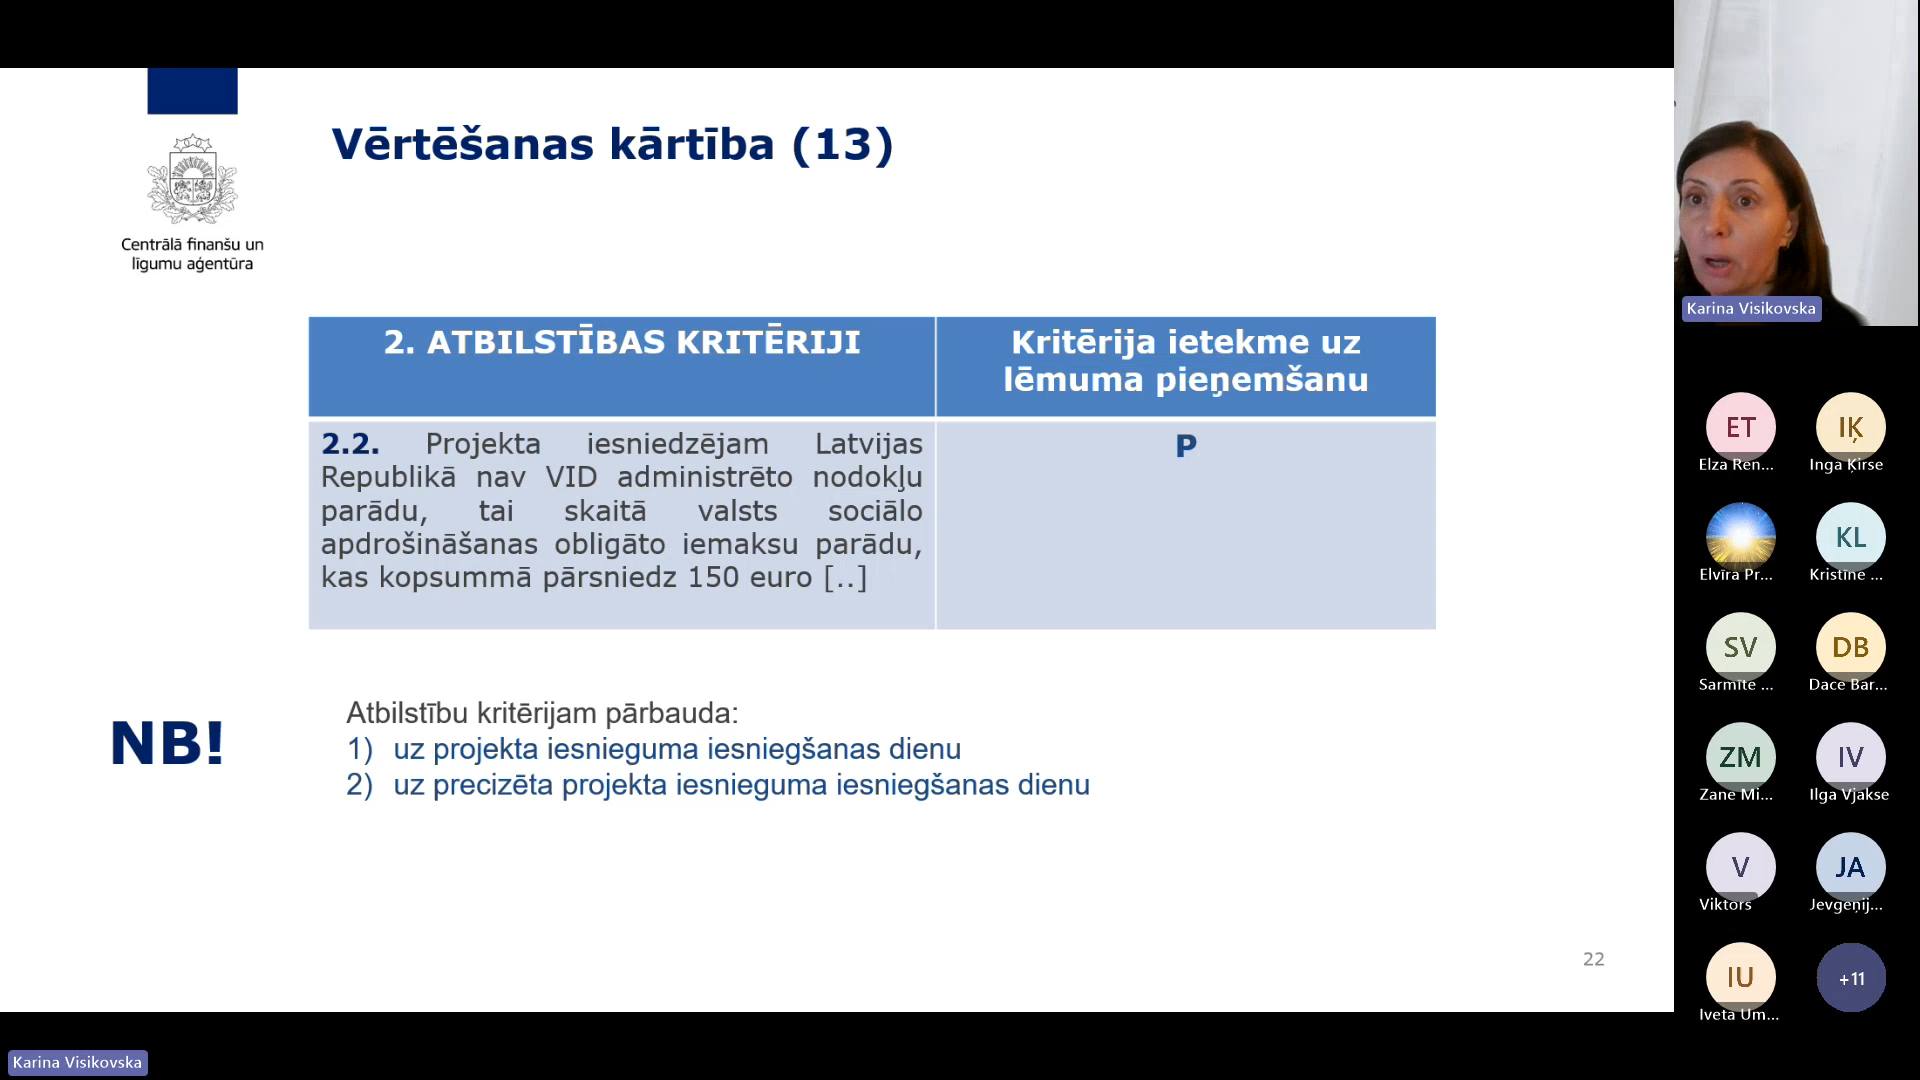 Vērtēšanas kārtība (13)
Centrālā finanšu un
līgumu aģentūra
2. ATBILSTĪBAS KRITĒRIJI
Kritērija ietekme uz
lēmuma pieņemšanu
2.2. Projekta iesniedzējam Latvijas
Republikā nav VID administrēto nodokļu
parādu, tai skaitā valsts sociālo
apdrošināšanas obligāto iemaksu parādu,
kas kopsummā pārsniedz 150 euro [..]
P
NB!
Atbilstību kritērijam pārbauda:
1) uz projekta iesnieguma iesniegšanas dienu
2) uz precizēta projekta iesnieguma iesniegšanas dienu
22
Karina Visikovska
Karina Visikovska
ET
Elza Ren...
IĶ
Inga Ķirse
Elvīra Pr...
KL
Kristīne ...
SV
Sarmīte ...
DB
Dace Bar...
ZM
Zane Mi...
IV
Ilga Vjakse
V
Viktors
JA
Jevgeņij...
IU
Iveta Um...
+11